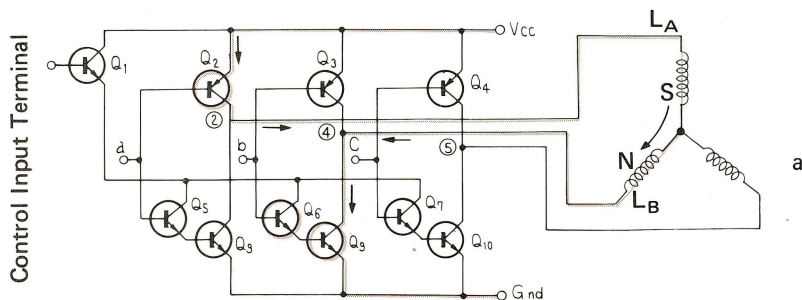 Control Input Terminal
Vcc
LA
Q1
Q2
Q3
Q4
S
2
4
5
a
b
C
N
a
LB
Q5
Q9
Q6
Q9
Q7
Q10
Gnd